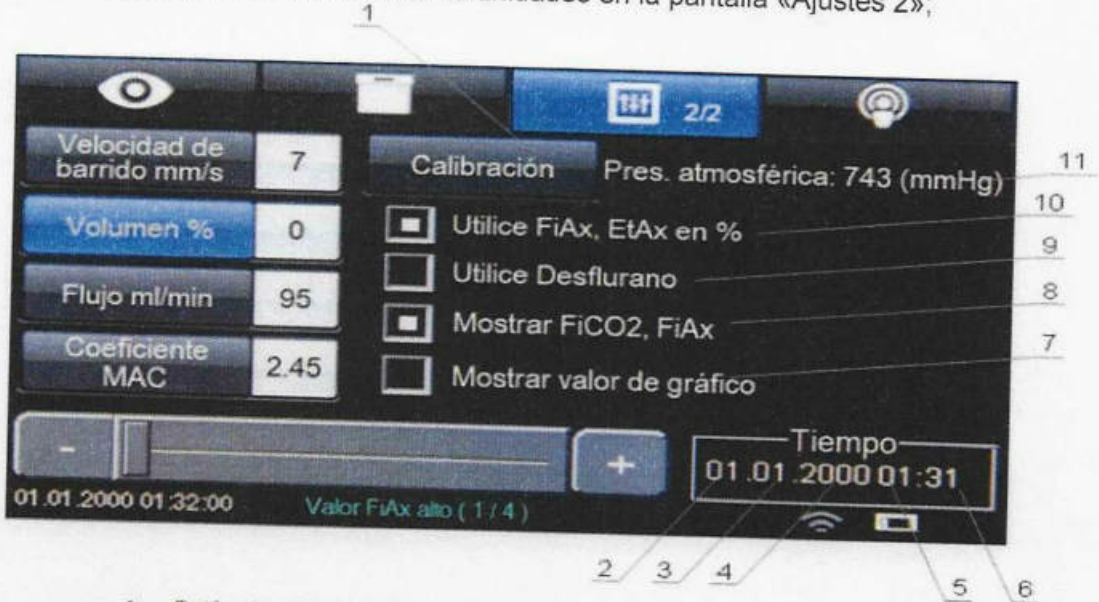 en la pantalla «Ajustes 2»;
1
2/2
Velocidad de
barrido mm/s
7
Calibración
Pres. atmosférica: 743 (mmHg)
11
Volumen %
0
Utilice FiAx, EtAx en %
10
Utilice Desflurano
9
Flujo ml/min
95
Mostrar FiCO2, FiAx
8
Coeficiente
MAC
2.45
Mostrar valor de gráfico
7
-
+
Tiempo
01.01.2000 01:31
01.01.2000 01:32:00
Valor FiAx alto ( 1 / 4 )
2
3
4
5
6